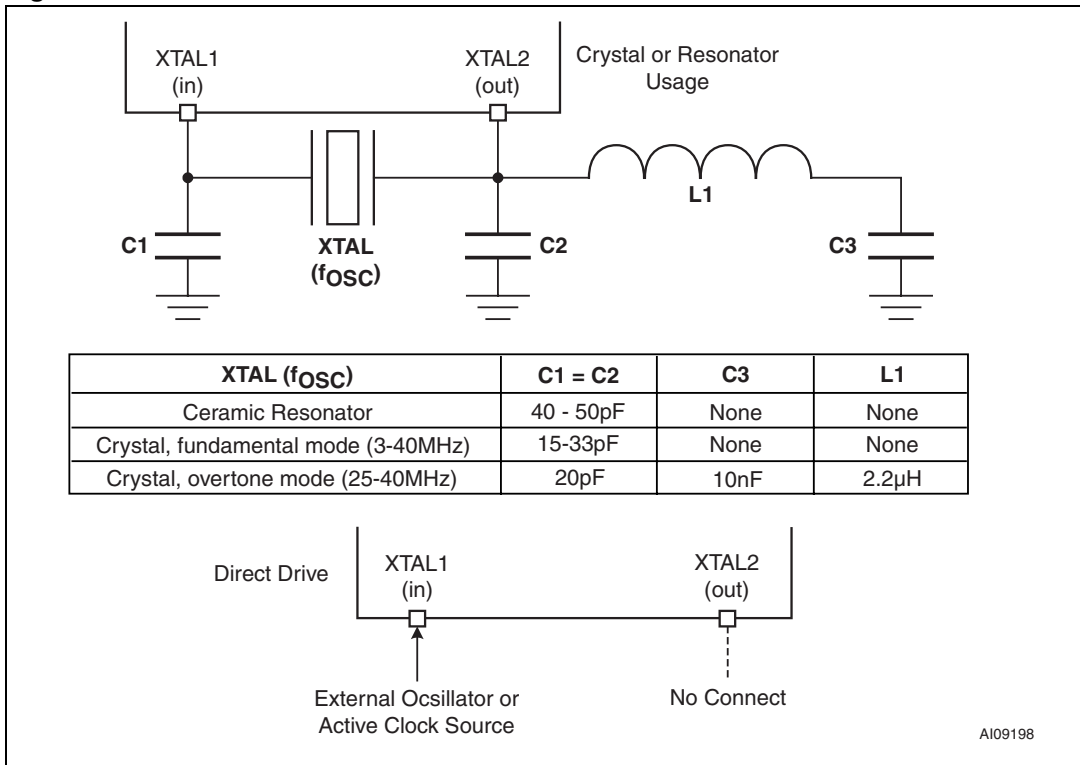 XTAL1
(in)
XTAL2
(out)
Crystal or Resonator
Usage
L1
C1
XTAL
(fOSC)
C2
C3
XTAL (fOSC) C1 = C2 C3 L1
Ceramic Resonator 40 - 50pF None None
Crystal, fundamental mode (3-40MHz) 15-33pF None None
Crystal, overtone mode (25-40MHz) 20pF 10nF 2.2µH
Direct Drive
XTAL1
(in)
XTAL2
(out)
External Ocsillator or
Active Clock Source
No Connect
AI09198